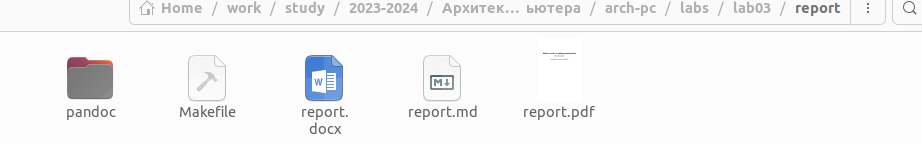 Home / work / study / 2023-2024 / Архитек… ьютера / arch-pc / labs / lab03 / report
pandoc
Makefile
report.
docx
report.md
report.pdf